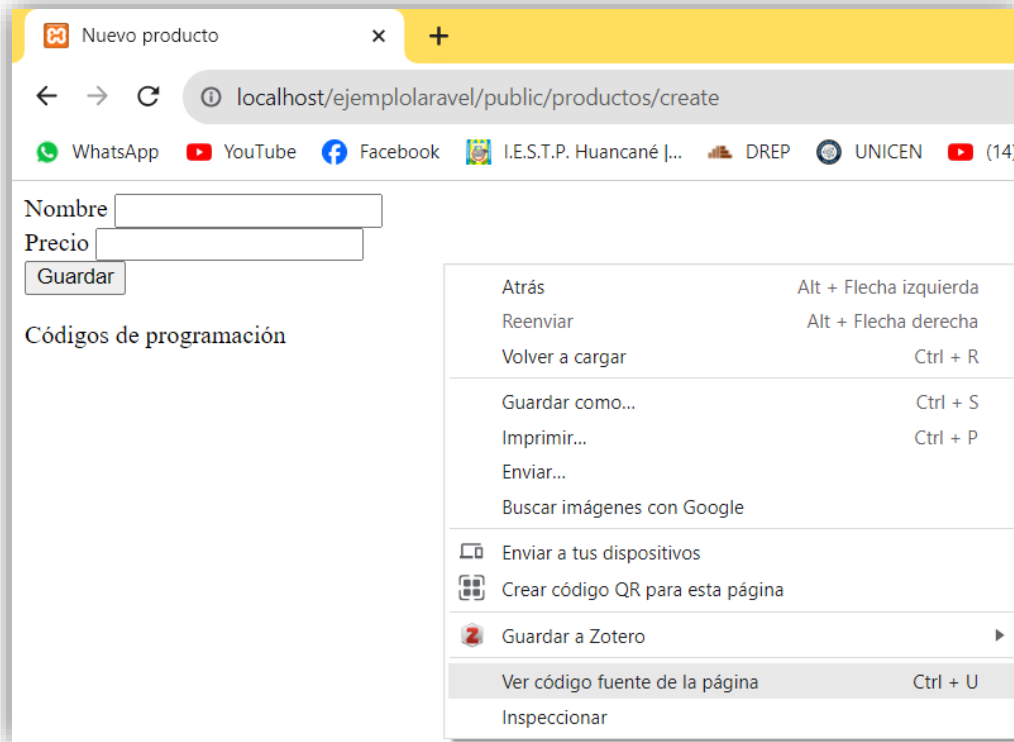 Nuevo producto
localhost/ejemplolaravel/public/productos/create
WhatsApp YouTube Facebook I.E.S.T.P. Huancané |... DREP UNICEN (14)
Nombre
Precio
Guardar
Códigos de programación
Atrás Alt + Flecha izquierda
Reenviar Alt + Flecha derecha
Volver a cargar Ctrl + R
Guardar como... Ctrl + S
Imprimir... Ctrl + P
Enviar...
Buscar imágenes con Google
Enviar a tus dispositivos
Crear código QR para esta página
Guardar a Zotero
Ver código fuente de la página Ctrl + U
Inspeccionar